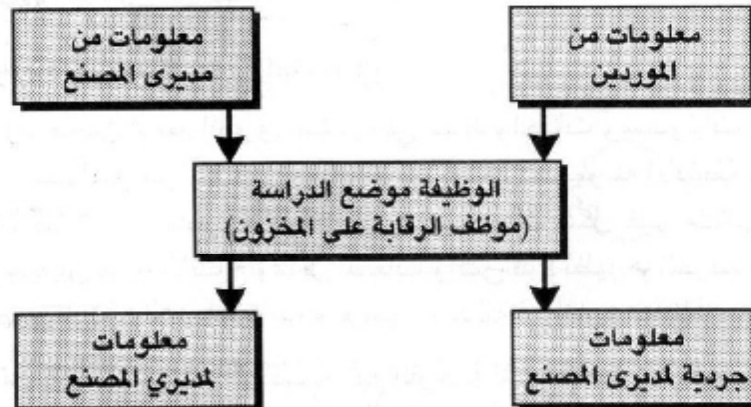 معلومات من
الموردين
معلومات من
مديرى المصنع
الوظيفة موضع الدراسة
(موظف الرقابة على المخزون)
معلومات
جردية لمديرى المصنع
معلومات
لمديري المصنع